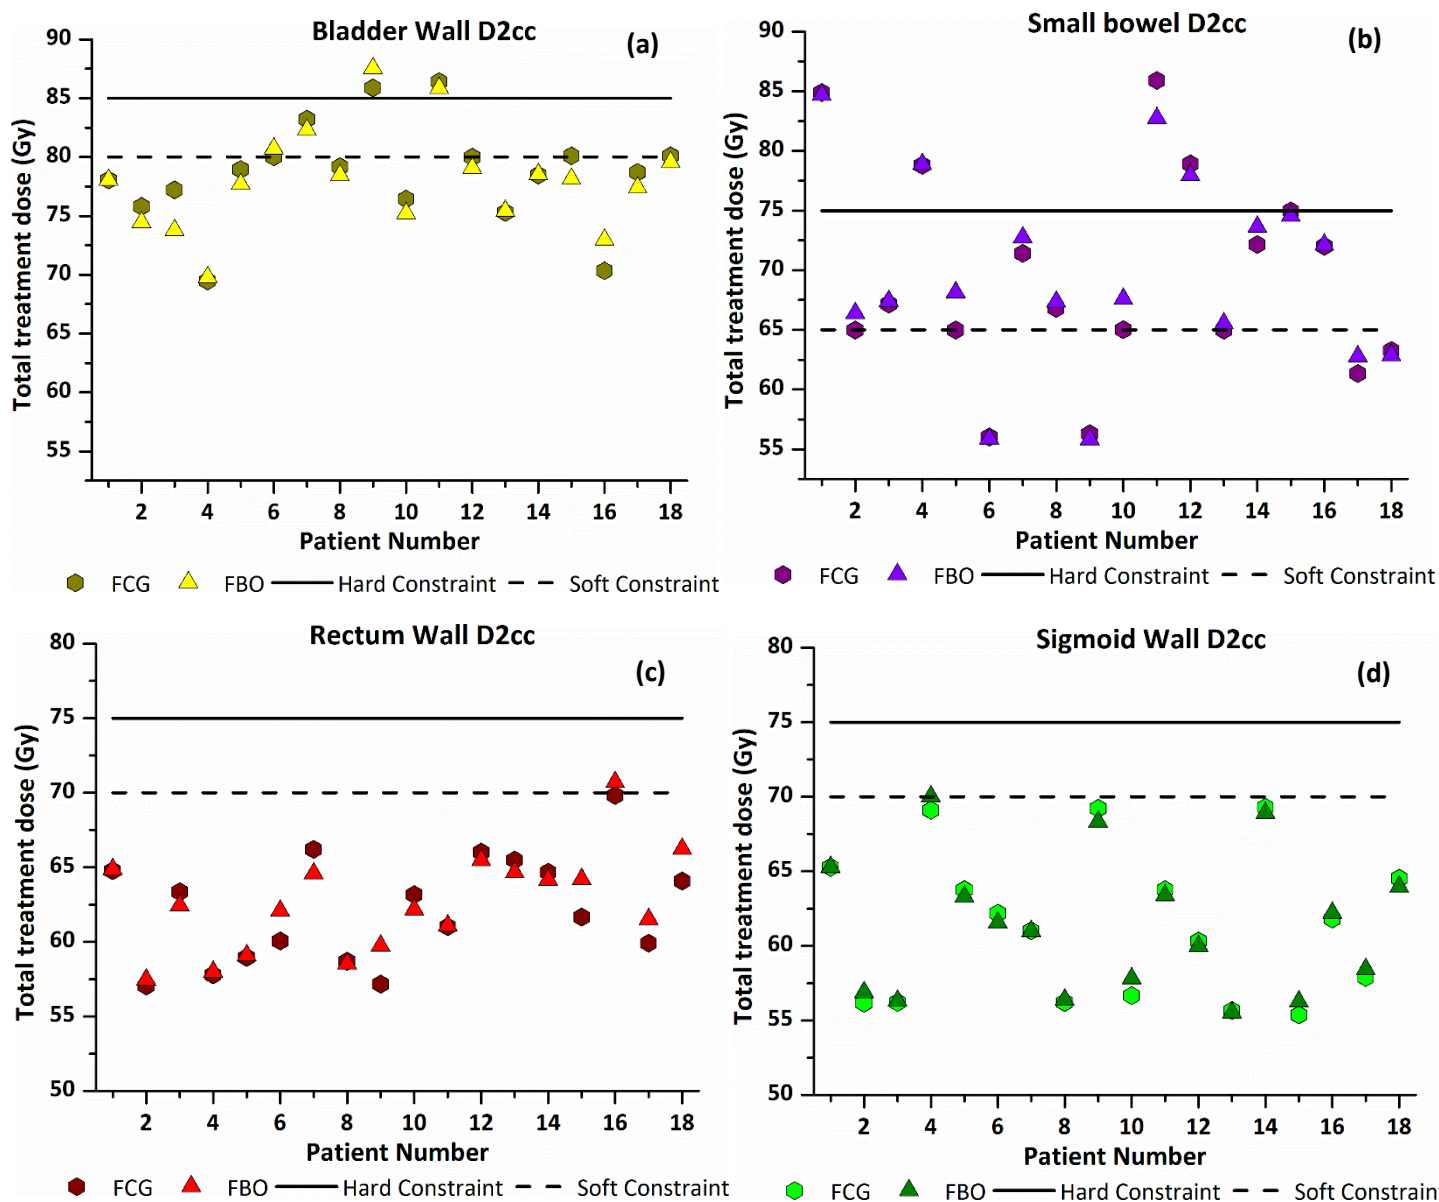 Bladder Wall D2cc
(a)
Total treatment dose (Gy)
90
85
80
75
70
65
60
55
2 4 6 8 10 12 14 16 18
Patient Number
FCG FBO Hard Constraint Soft Constraint
Small bowel D2cc
(b)
Total treatment dose (Gy)
90
85
80
75
70
65
60
55
2 4 6 8 10 12 14 16 18
Patient Number
FCG FBO Hard Constraint Soft Constraint
Rectum Wall D2cc
(c)
Total treatment dose (Gy)
80
75
70
65
60
55
50
2 4 6 8 10 12 14 16 18
Patient Number
FCG FBO Hard Constraint Soft Constraint
Sigmoid Wall D2cc
(d)
Total treatment dose (Gy)
80
75
70
65
60
55
50
2 4 6 8 10 12 14 16 18
Patient Number
FCG FBO Hard Constraint Soft Constraint